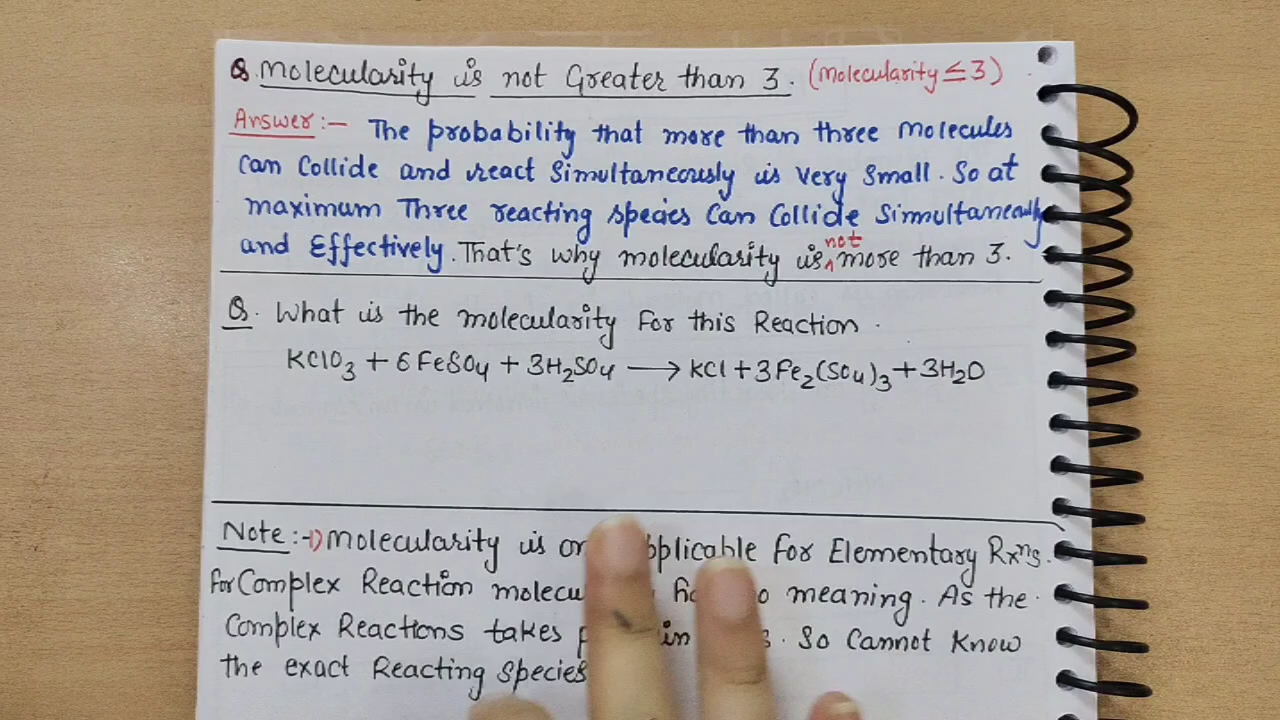 Q. Molecularity is not Greater than 3. (Molecularity ≤ 3)
Answer :- The probability that more than three Molecules
Can Collide and react Simultaneously is Very Small. So at
maximum Three reacting species Can Collide Simultaneously
and Effectively. That's why molecularity is not more than 3.
Q. What is the molecularity For this Reaction.
KClO3 + 6 FeSO4 + 3H2SO4 → KCl + 3Fe2(SO4)3 + 3H2O
Note :- 1) Molecularity is For Elementary Rxns.
For Complex Reaction meaning. As the
Complex Reactions takes in So Cannot Know
the exact Reacting Species